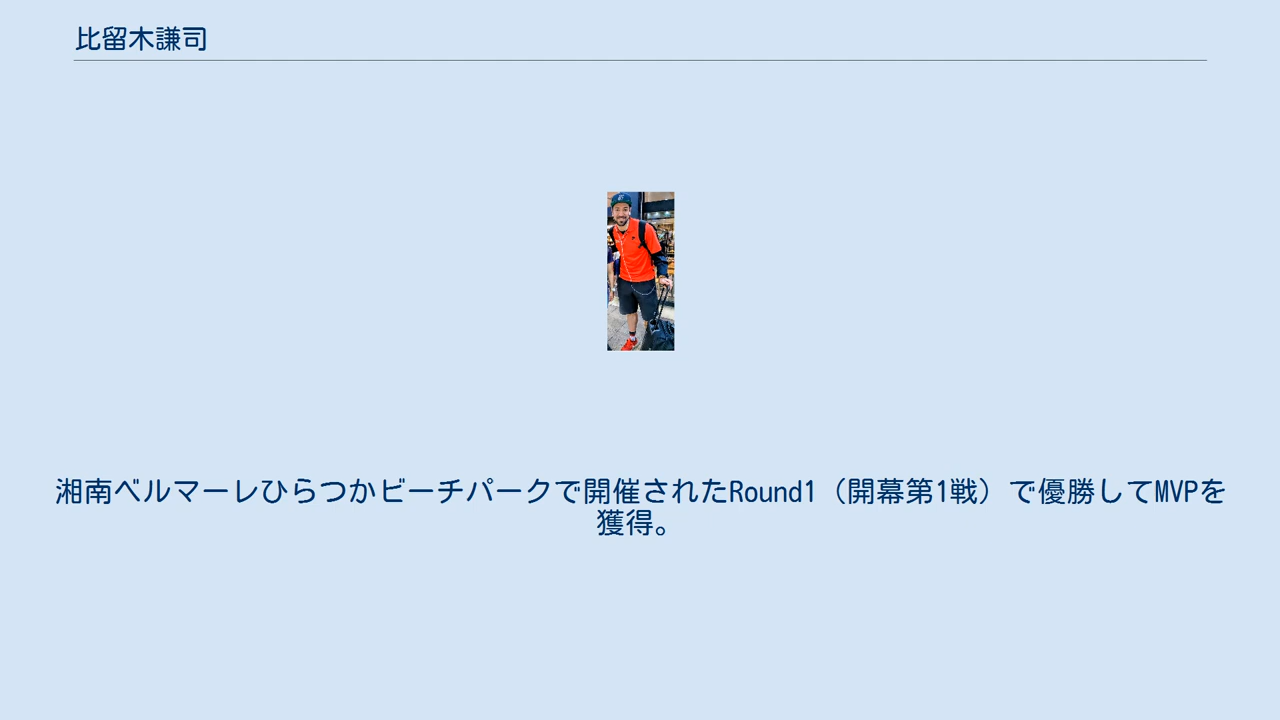 比留木謙司
湘南ベルマーレひらつかビーチパークで開催されたRound1（開幕第1戦）で優勝してMVPを
獲得。